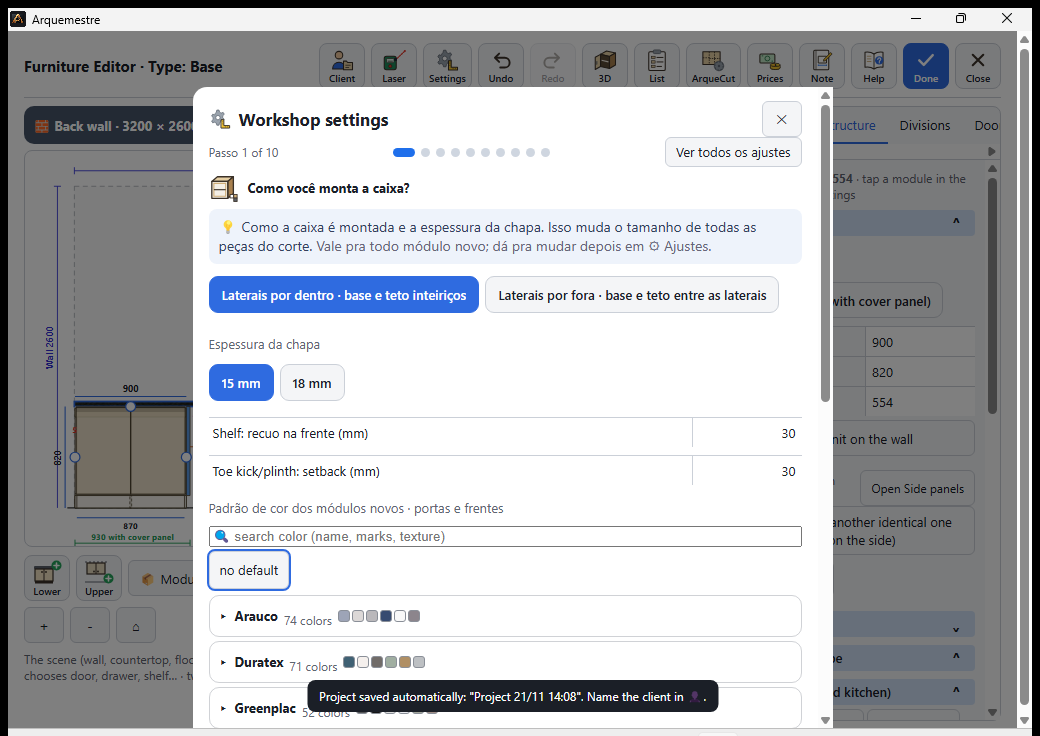 Arquemestre
Furniture Editor · Type: Base
Client
Laser
Settings
Undo
Redo
3D
List
ArqueCut
Prices
Note
Help
Done
Close
Back wall · 3200 × 2600
Workshop settings
Passo 1 of 10
Ver todos os ajustes
Como você monta a caixa?
Como a caixa é montada e a espessura da chapa. Isso muda o tamanho de todas as
peças do corte. Vale pra todo módulo novo; dá pra mudar depois em ⚙ Ajustes.
Laterais por dentro · base e teto inteiriços
Laterais por fora · base e teto entre as laterais
Espessura da chapa
15 mm
18 mm
Shelf: recuo na frente (mm)
30
Toe kick/plinth: setback (mm)
30
Padrão de cor dos módulos novos · portas e frentes
search color (name, marks, texture)
no default
Arauco 74 colors
Duratex 71 colors
Greenplac 52 colors
Project saved automatically: "Project 21/11 14:08". Name the client in 👤.
Wall 2600
900
820
870
930 with cover panel
Lower
Upper
+
-
⌂
The scene (wall, countertop,
chooses door, drawer, shelf... ·
Divisions
554 · tap a module in the
with cover panel)
900
820
554
on the wall
Open Side panels
another identical one
on the side)
kitchen)